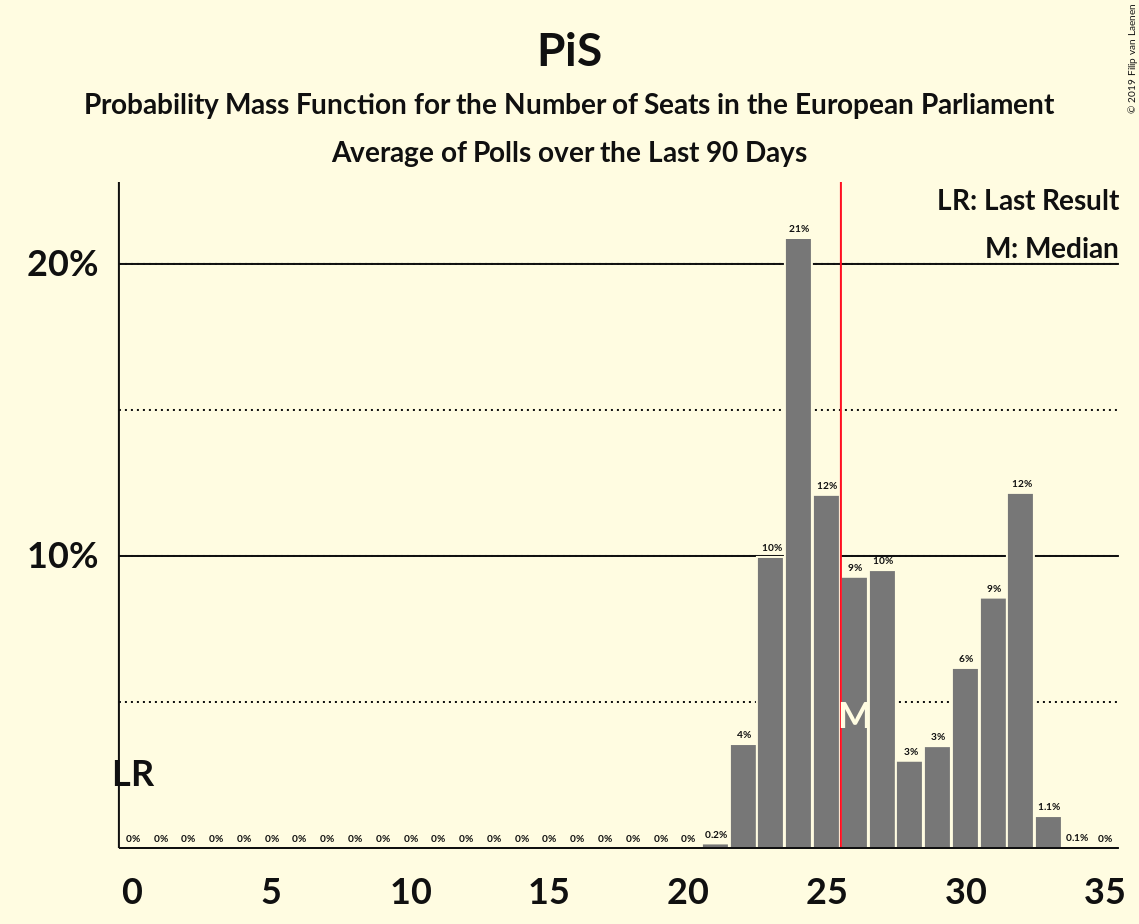 PiS
Probability Mass Function for the Number of Seats in the European Parliament
Average of Polls over the Last 90 Days
© 2019 Filip van Laenen
LR: Last Result
M: Median
20%
10%
LR
M
0% 0% 0% 0% 0% 0% 0% 0% 0% 0% 0% 0% 0% 0% 0% 0% 0% 0% 0% 0% 0% 0.2% 4% 10% 21% 12% 9% 10% 3% 3% 6% 9% 12% 1.1% 0.1% 0%
0 5 10 15 20 25 30 35